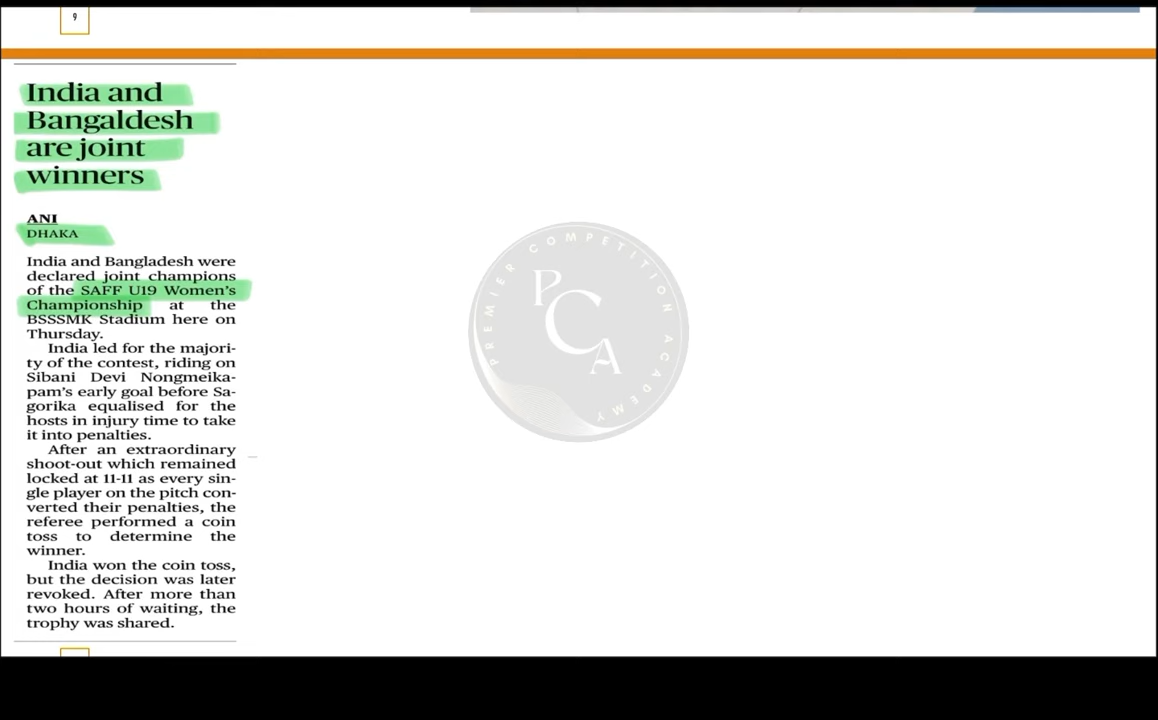 9
India and
Bangaldesh
are joint
winners
ANI
DHAKA
India and Bangladesh were
declared joint champions
of the SAFF U19 Women's
Championship at the
BSSSMK Stadium here on
Thursday.
India led for the majori-
ty of the contest, riding on
Sibani Devi Nongmeika-
pam's early goal before Sa-
gorika equalised for the
hosts in injury time to take
it into penalties.
After an extraordinary
shoot-out which remained
locked at 11-11 as every sin-
gle player on the pitch con-
verted their penalties, the
referee performed a coin
toss to determine the
winner.
India won the coin toss,
but the decision was later
revoked. After more than
two hours of waiting, the
trophy was shared.
PREMIER COMPETITION ACADEMY
PCA